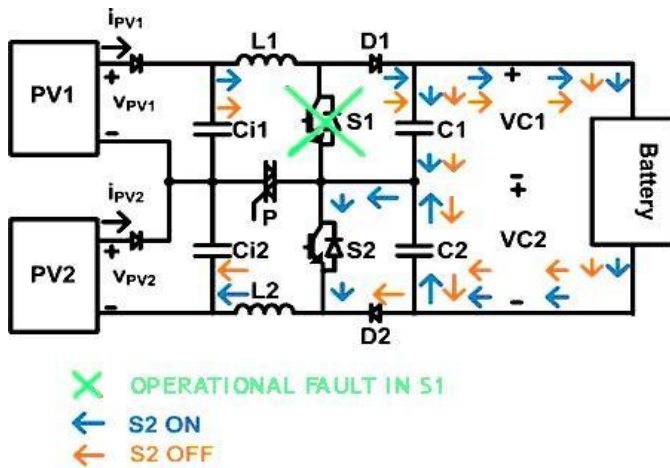 iPV1
L1
D1
PV1
+
vPV1
-
Ci1
S1
C1
+
VC1
-
Battery
iPV2
P
+
PV2
+
vPV2
-
Ci2
S2
C2
VC2
-
L2
D2
OPERATIONAL FAULT IN S1
S2 ON
S2 OFF